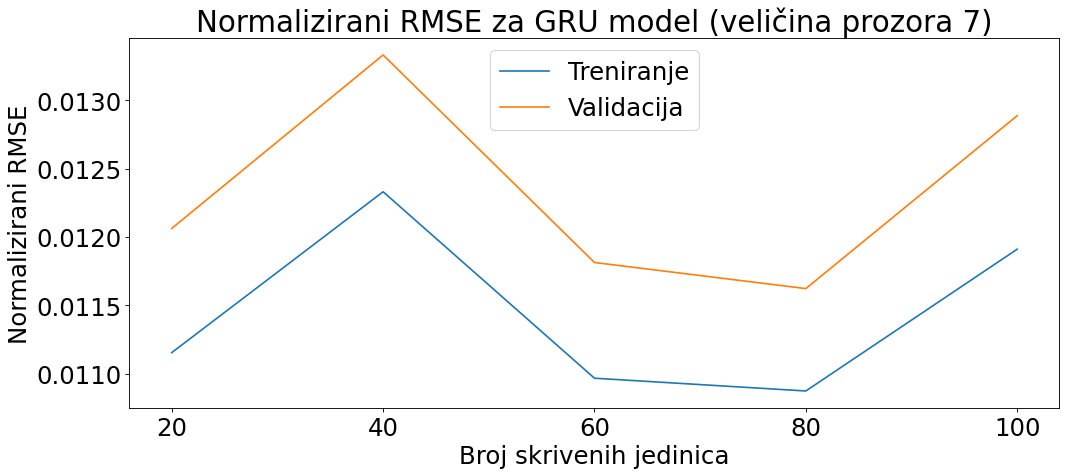 Normalizirani RMSE za GRU model (veličina prozora 7)
Treniranje
Validacija
Normalizirani RMSE
0.0130
0.0125
0.0120
0.0115
0.0110
20 40 60 80 100
Broj skrivenih jedinica